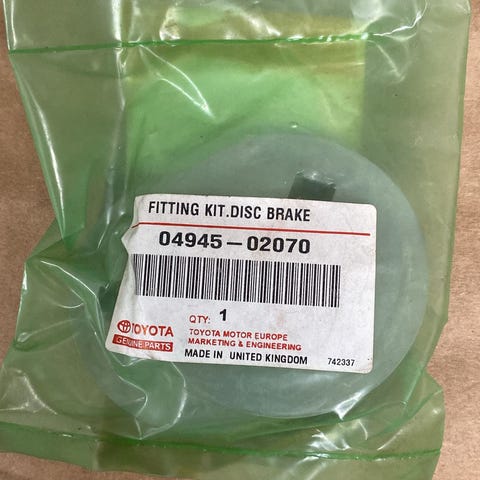 FITTING KIT.DISC BRAKE
04945-02070
QTY: 1
TOYOTA
GENUINE PARTS
TOYOTA MOTOR EUROPE
MARKETING & ENGINEERING
MADE IN UNITED KINGDOM
742337